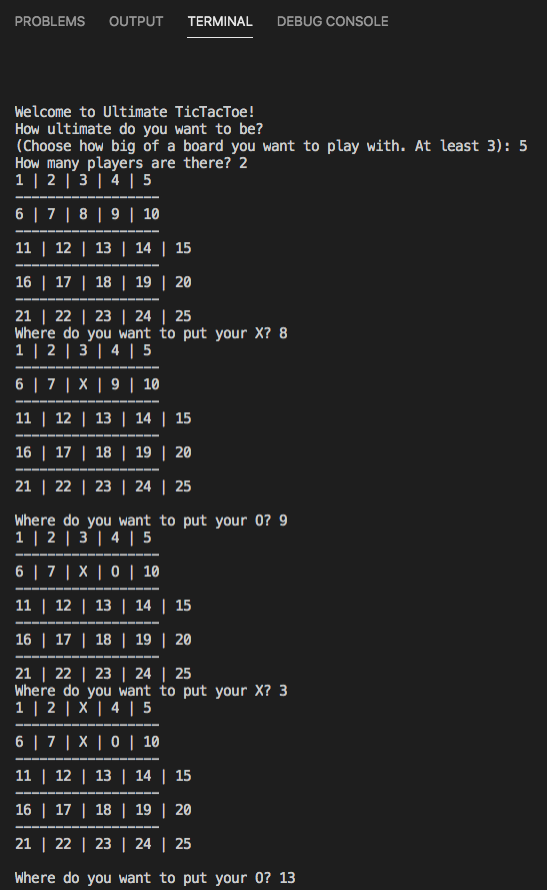 PROBLEMS OUTPUT TERMINAL DEBUG CONSOLE
Welcome to Ultimate TicTacToe!
How ultimate do you want to be?
(Choose how big of a board you want to play with. At least 3): 5
How many players are there? 2
1 | 2 | 3 | 4 | 5
------------------
6 | 7 | 8 | 9 | 10
------------------
11 | 12 | 13 | 14 | 15
------------------
16 | 17 | 18 | 19 | 20
------------------
21 | 22 | 23 | 24 | 25
Where do you want to put your X? 8
1 | 2 | 3 | 4 | 5
------------------
6 | 7 | X | 9 | 10
------------------
11 | 12 | 13 | 14 | 15
------------------
16 | 17 | 18 | 19 | 20
------------------
21 | 22 | 23 | 24 | 25
Where do you want to put your O? 9
1 | 2 | 3 | 4 | 5
------------------
6 | 7 | X | O | 10
------------------
11 | 12 | 13 | 14 | 15
------------------
16 | 17 | 18 | 19 | 20
------------------
21 | 22 | 23 | 24 | 25
Where do you want to put your X? 3
1 | 2 | X | 4 | 5
------------------
6 | 7 | X | O | 10
------------------
11 | 12 | 13 | 14 | 15
------------------
16 | 17 | 18 | 19 | 20
------------------
21 | 22 | 23 | 24 | 25
Where do you want to put your O? 13